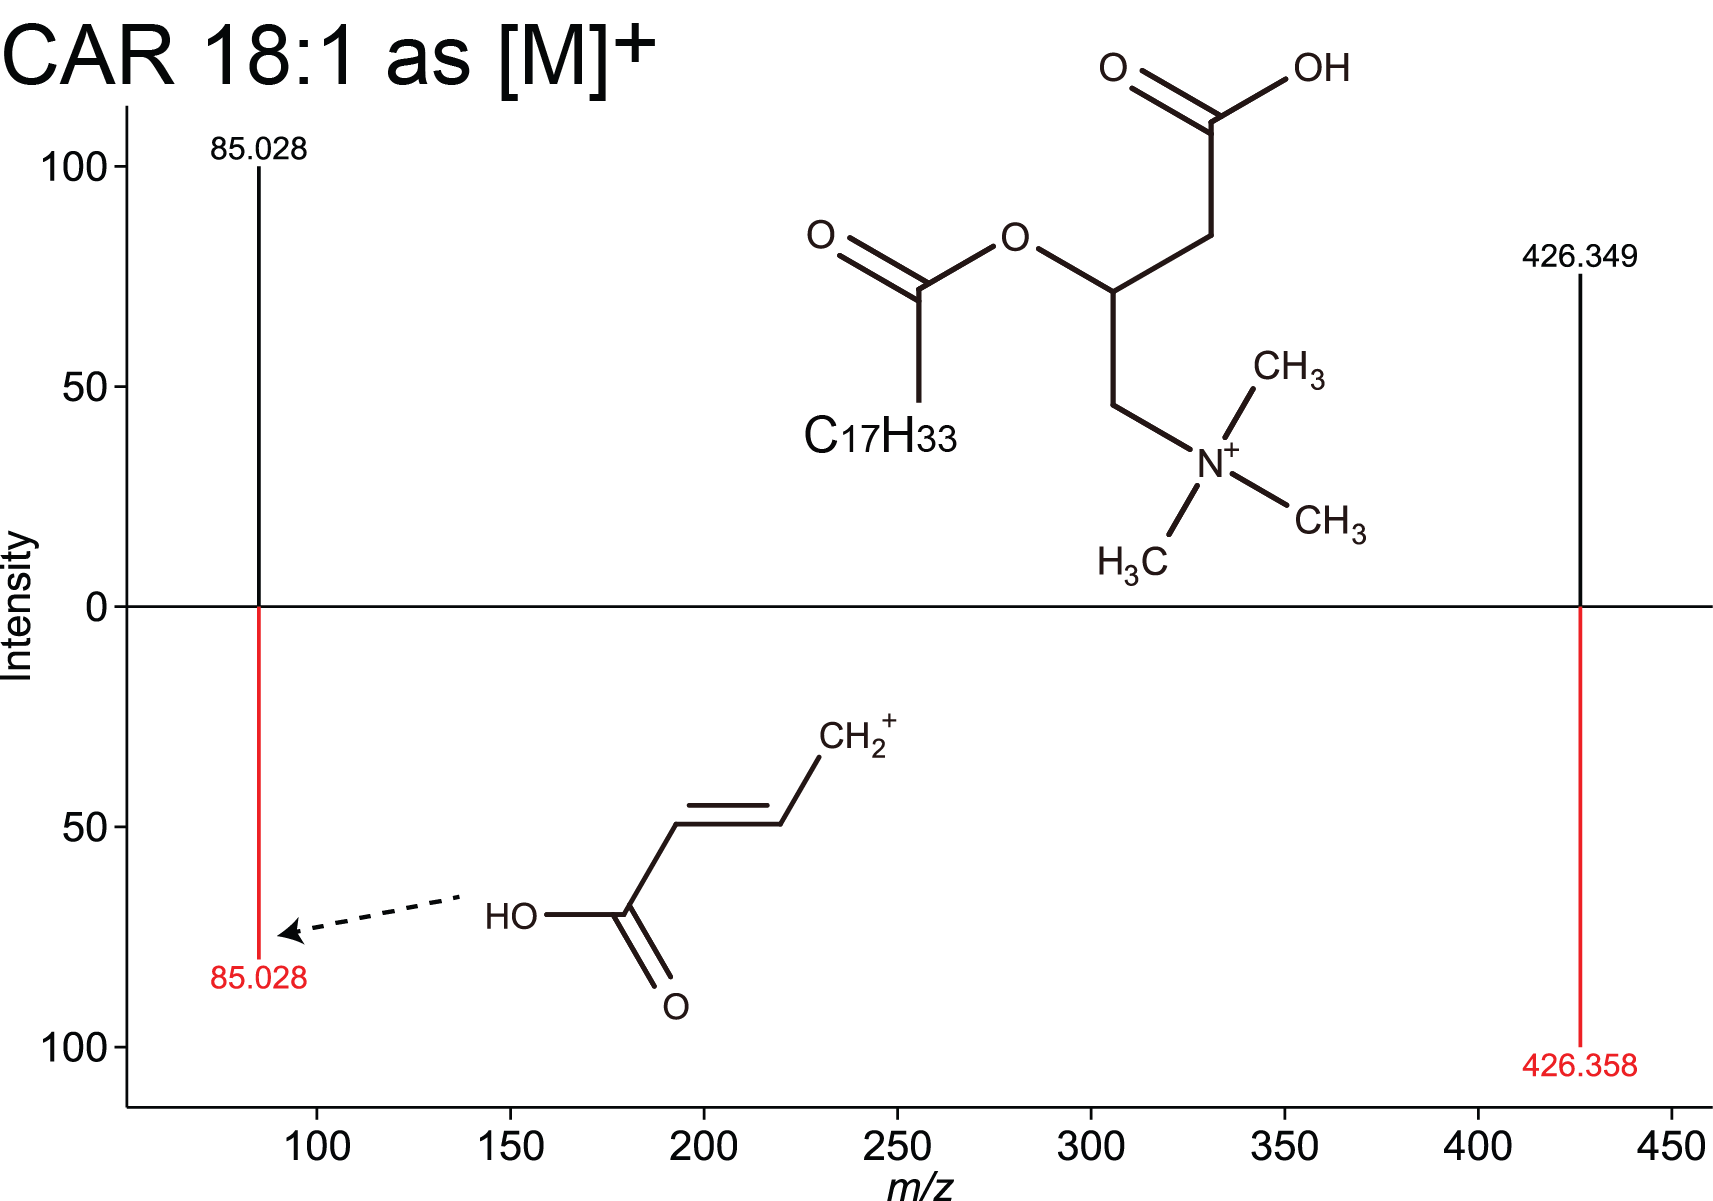 CAR 18:1 as [M]+
O
OH
85.028
100
O
O
426.349
CH3
50
C17H33
N+
CH3
H3C
Intensity
0
CH2+
50
HO
85.028
O
100
426.358
100 150 200 250 300 350 400 450
m/z